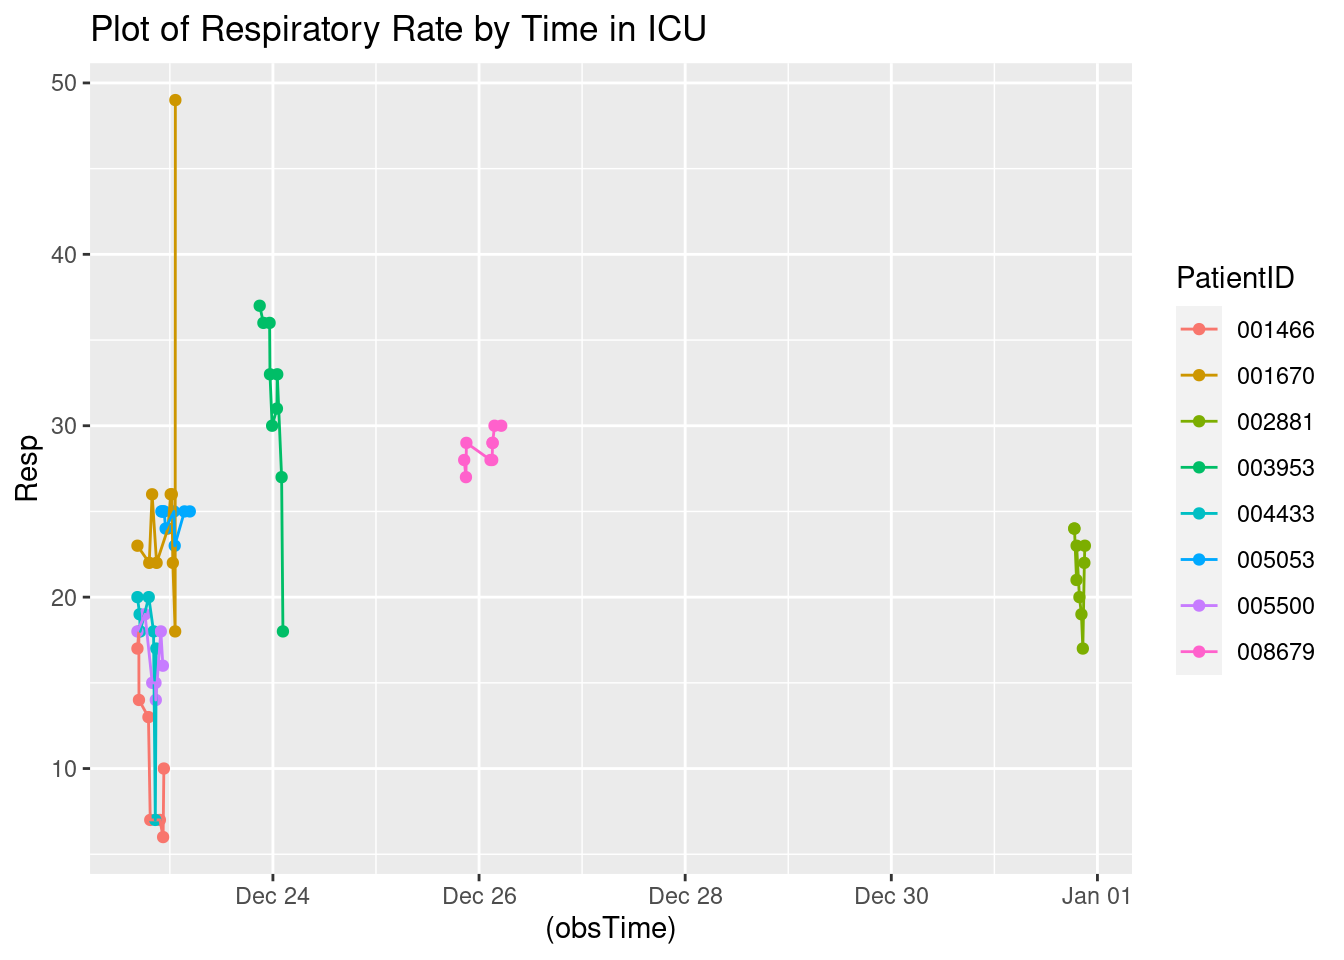 Plot of Respiratory Rate by Time in ICU
50
40
30
20
10
Resp
Dec 24
Dec 26
Dec 28
Dec 30
Jan 01
(obsTime)
PatientID
001466
001670
002881
003953
004433
005053
005500
008679